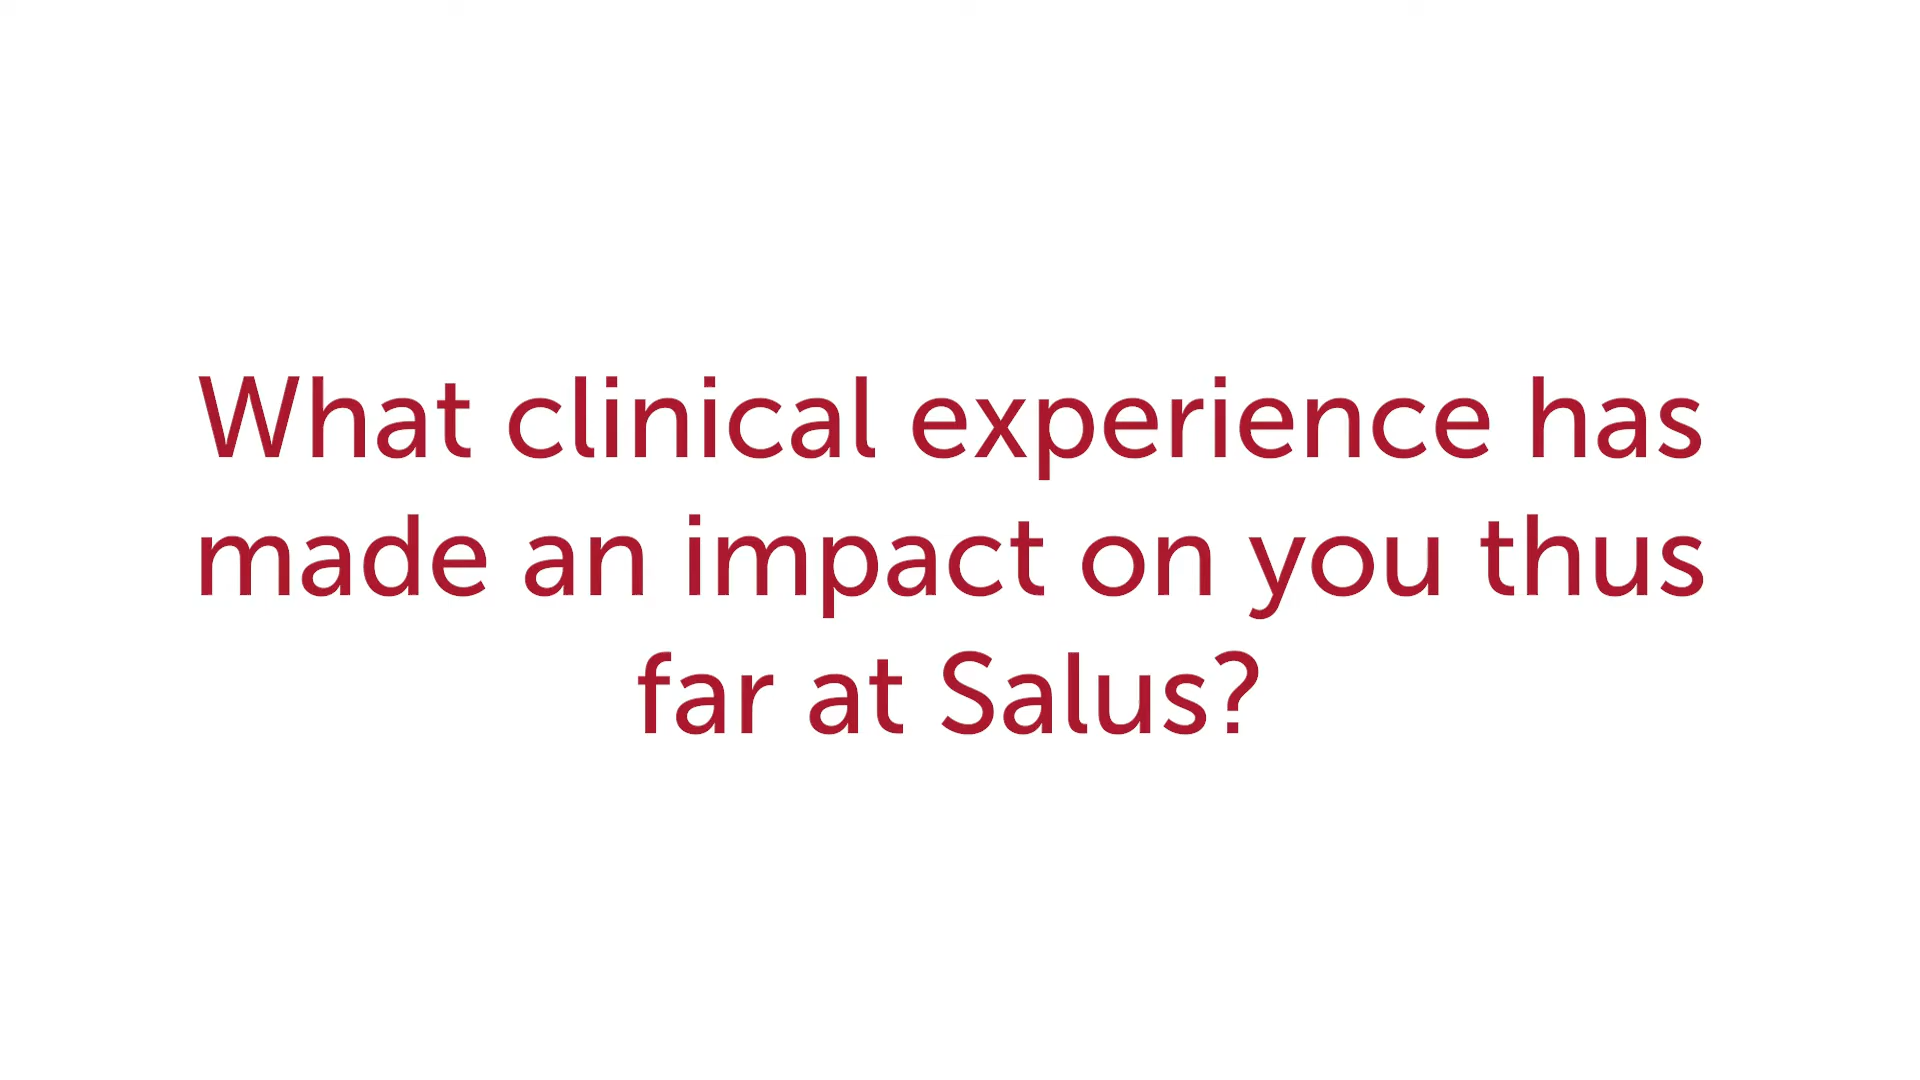 What clinical experience has
made an impact on you thus
far at Salus?